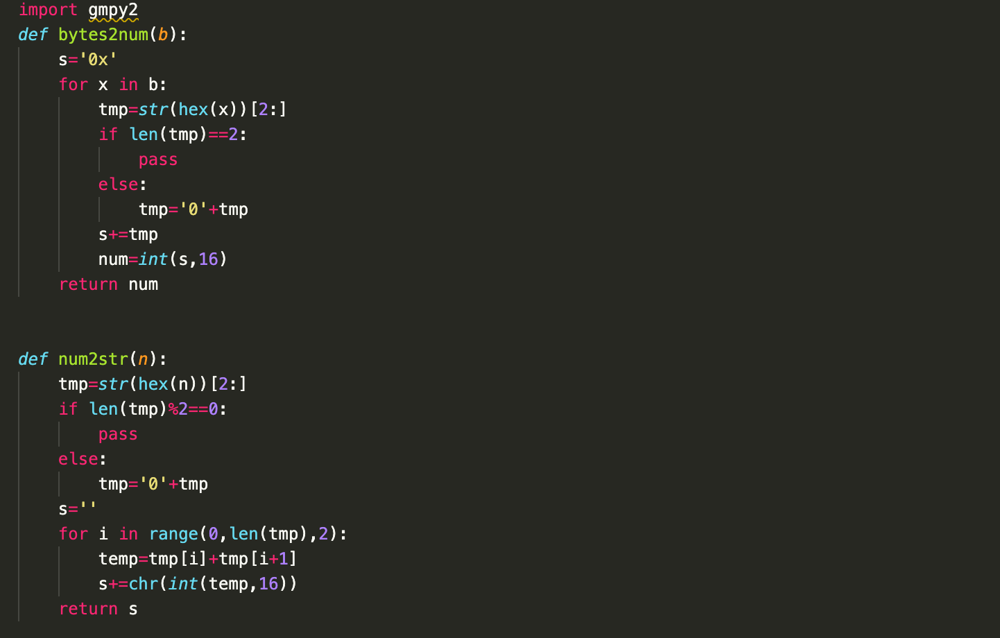 import gmpy2
def bytes2num(b):
    s='0x'
    for x in b:
        tmp=str(hex(x))[2:]
        if len(tmp)==2:
            pass
        else:
            tmp='0'+tmp
        s+=tmp
        num=int(s,16)
    return num
def num2str(n):
    tmp=str(hex(n))[2:]
    if len(tmp)%2==0:
        pass
    else:
        tmp='0'+tmp
    s=''
    for i in range(0,len(tmp),2):
        temp=tmp[i]+tmp[i+1]
        s+=chr(int(temp,16))
    return s